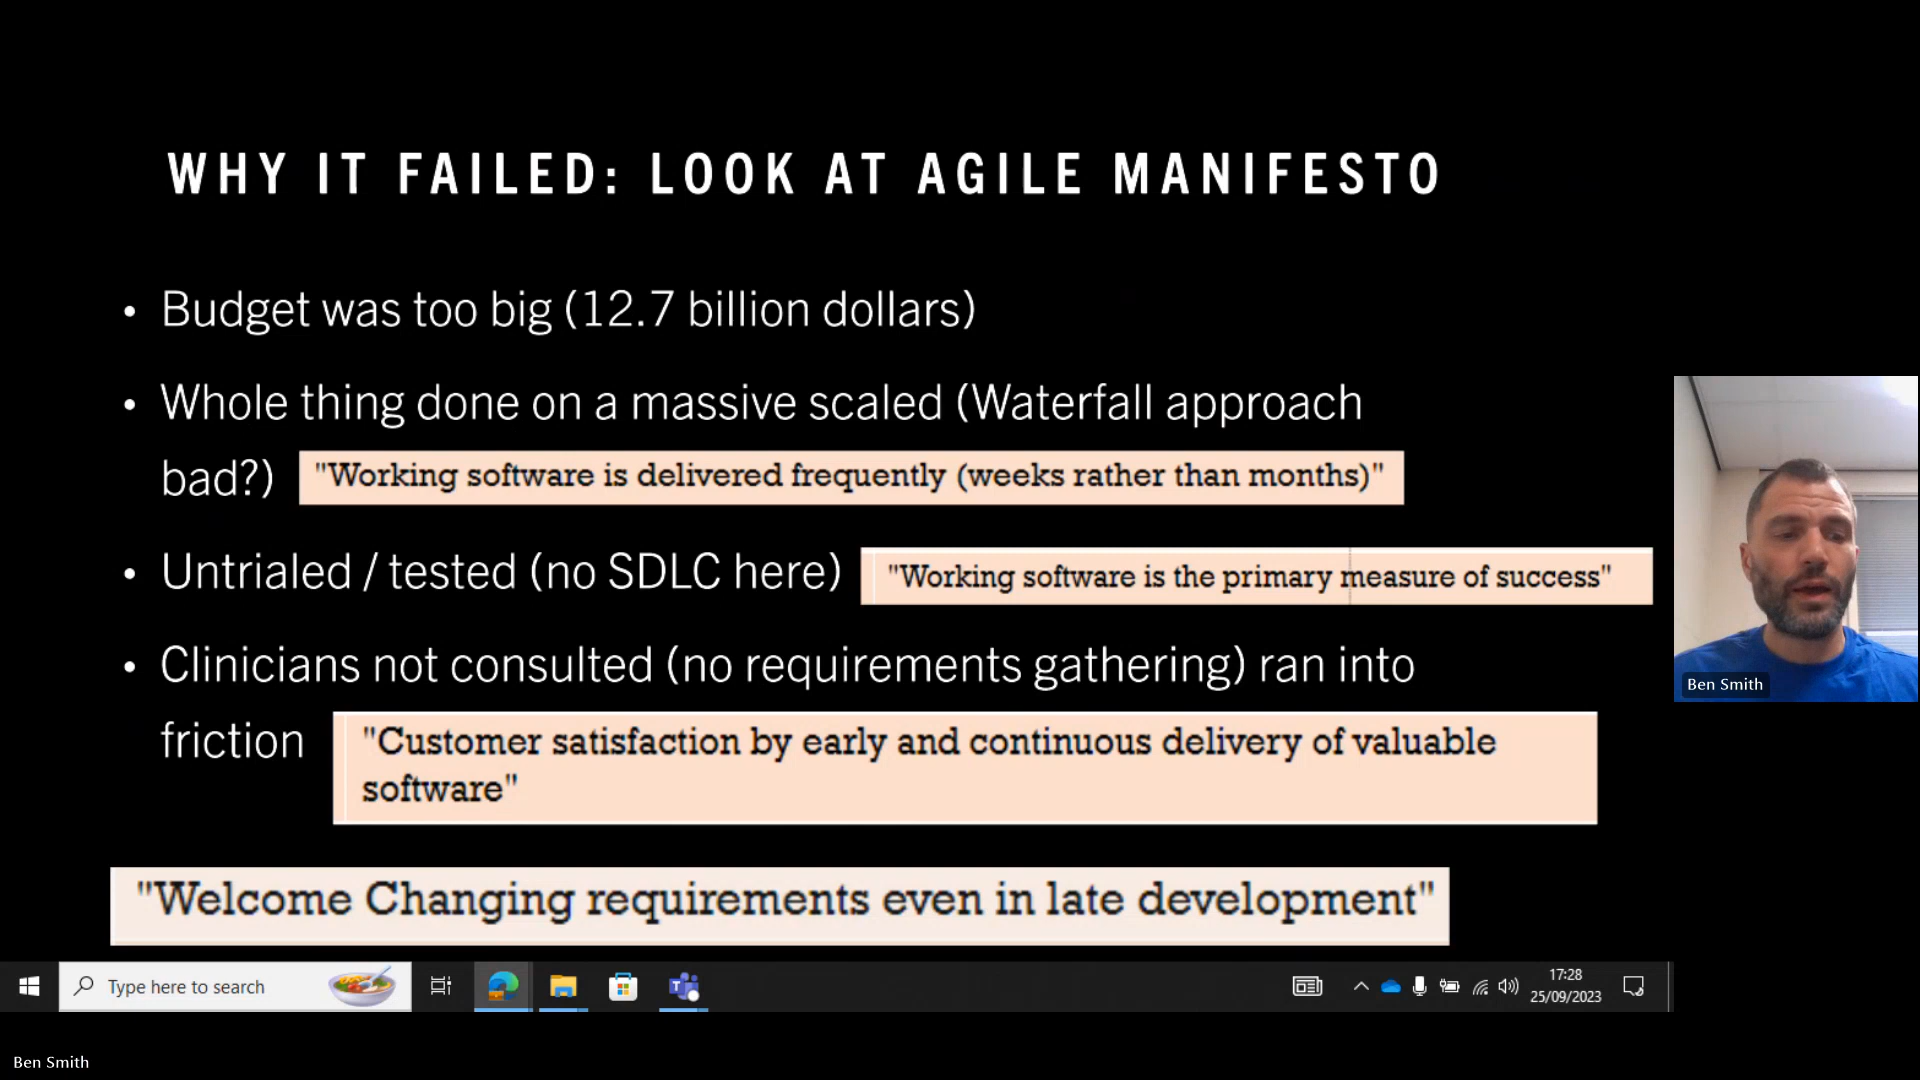 WHY IT FAILED: LOOK AT AGILE MANIFESTO
• Budget was too big (12.7 billion dollars)
• Whole thing done on a massive scaled (Waterfall approach
bad?)
"Working software is delivered frequently (weeks rather than months)"
• Untrialed / tested (no SDLC here)
"Working software is the primary measure of success"
• Clinicians not consulted (no requirements gathering) ran into
friction
"Customer satisfaction by early and continuous delivery of valuable
software"
"Welcome Changing requirements even in late development"
Ben Smith
Type here to search
17:28
25/09/2023
Ben Smith